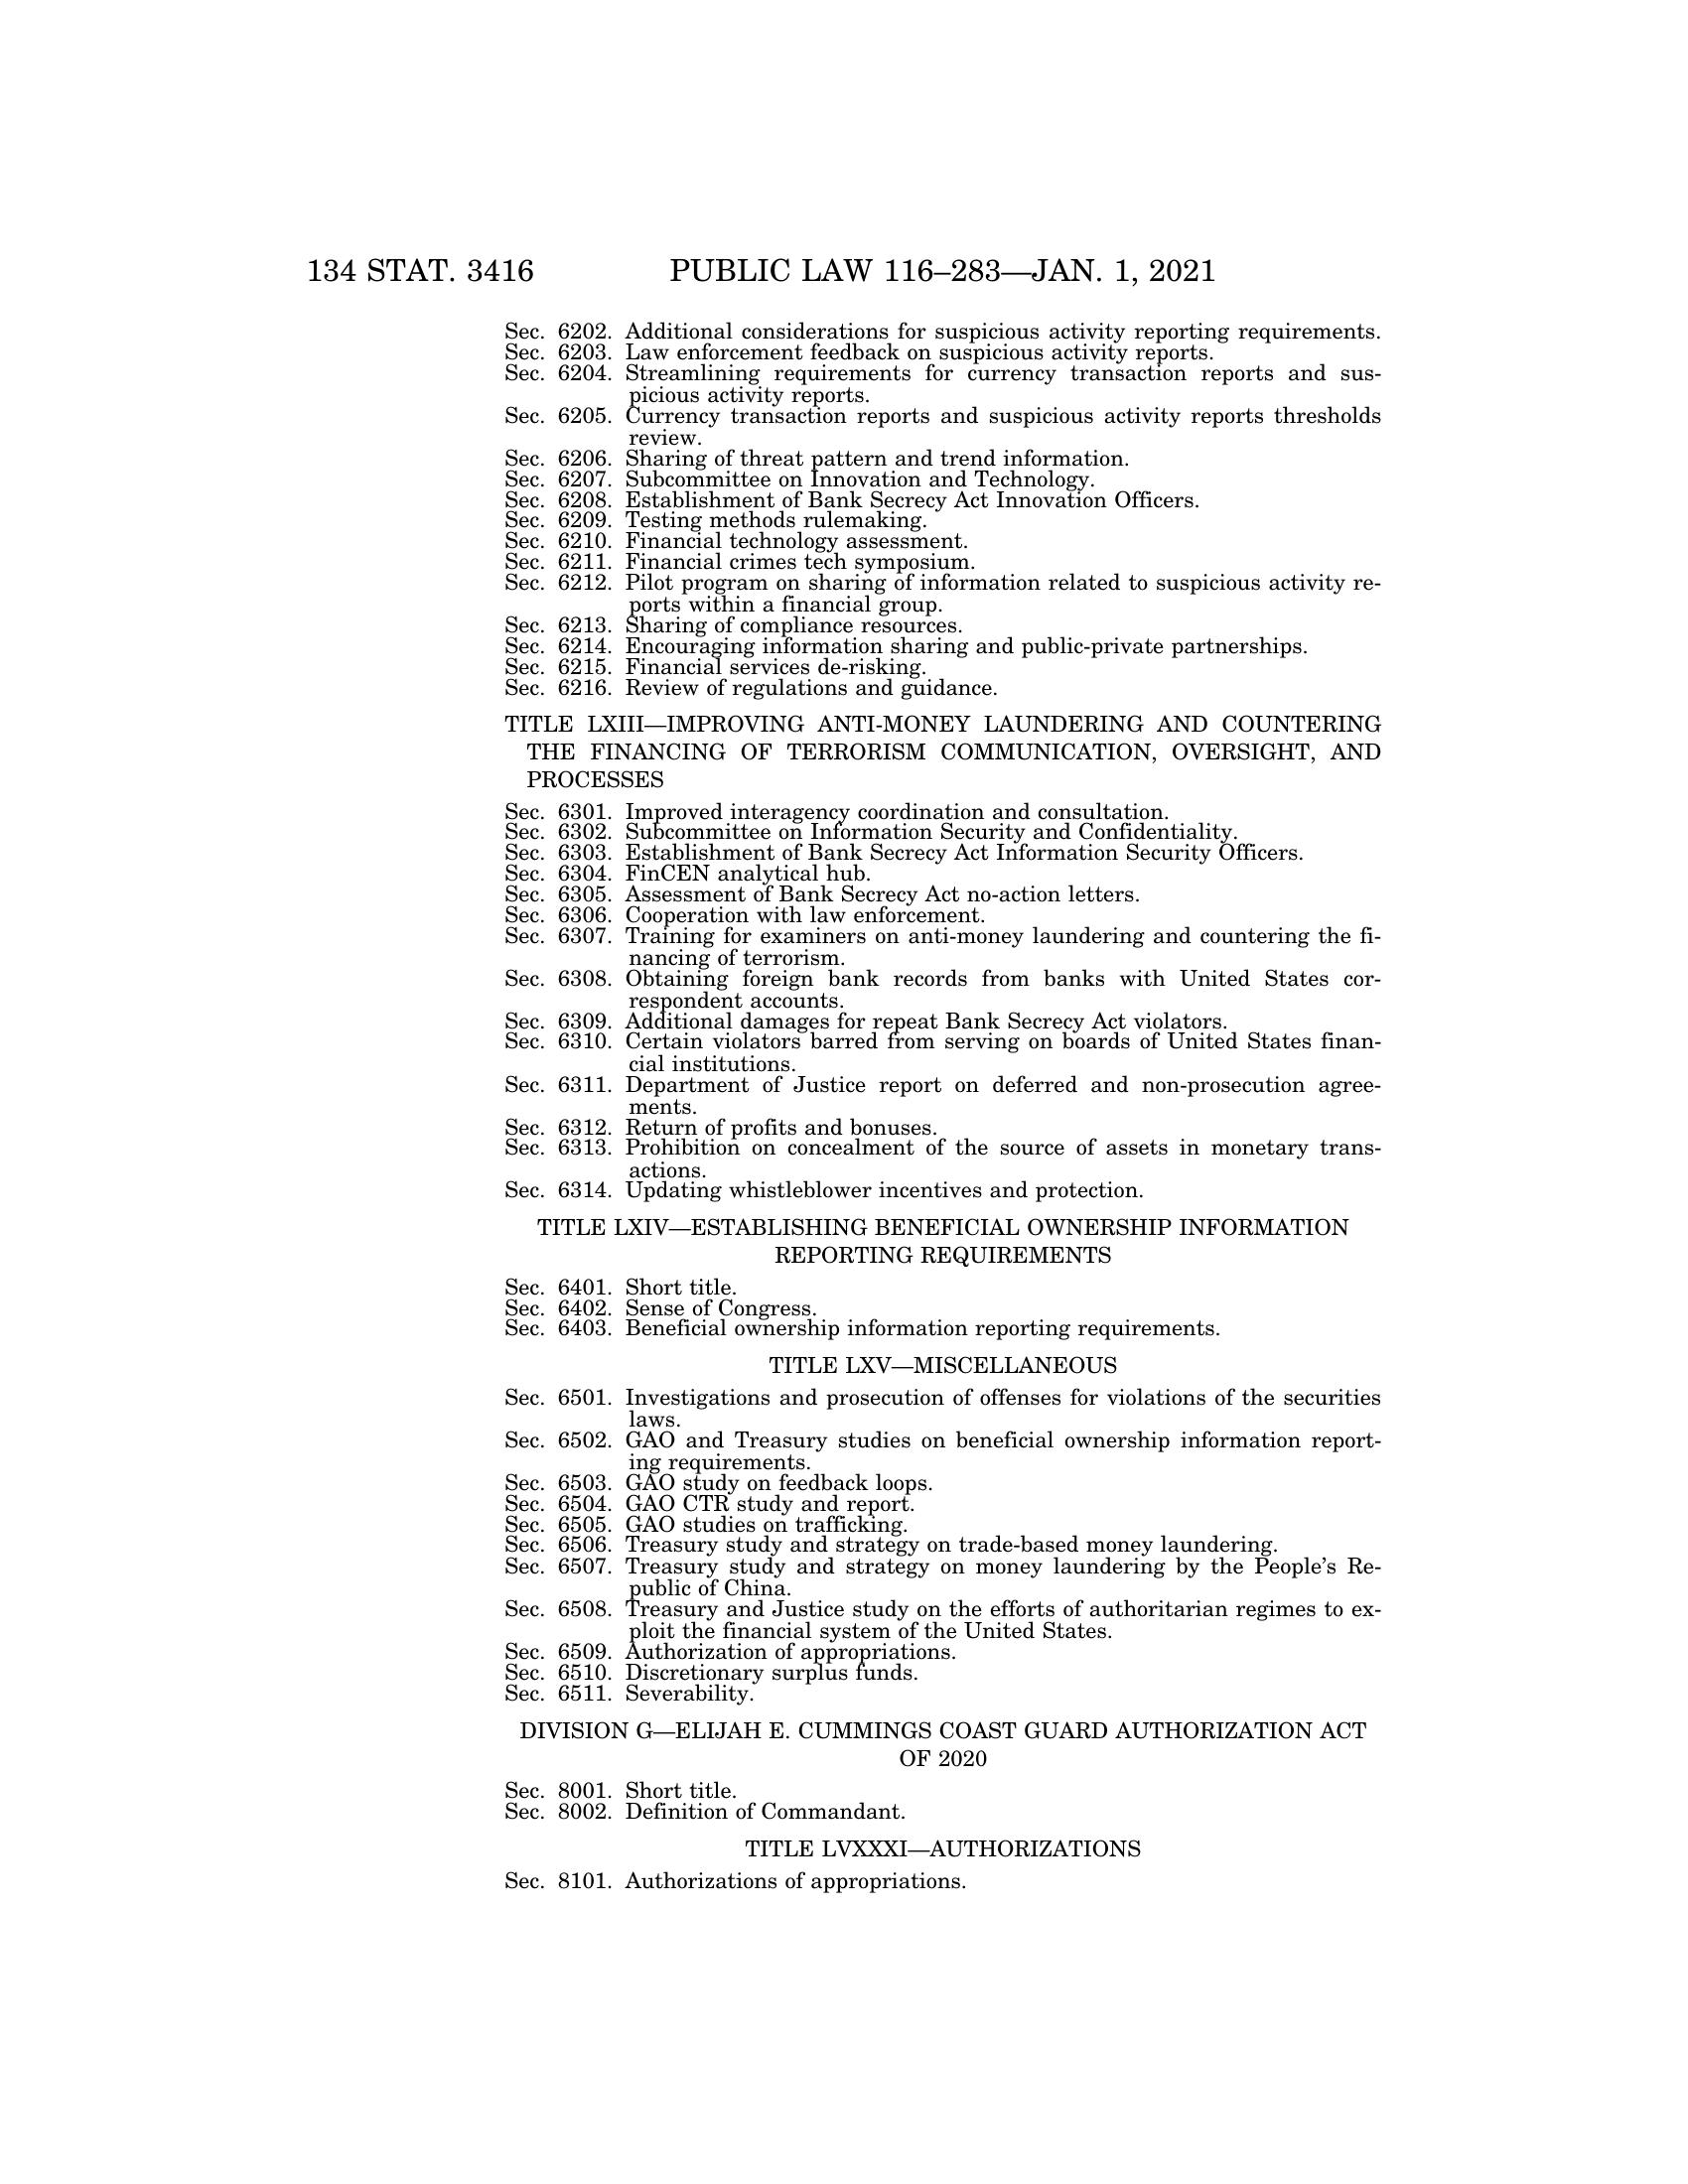 134 STAT. 3416 PUBLIC LAW 116–283—JAN. 1, 2021
Sec. 6202. Additional considerations for suspicious activity reporting requirements.
Sec. 6203. Law enforcement feedback on suspicious activity reports.
Sec. 6204. Streamlining requirements for currency transaction reports and sus-
picious activity reports.
Sec. 6205. Currency transaction reports and suspicious activity reports thresholds
review.
Sec. 6206. Sharing of threat pattern and trend information.
Sec. 6207. Subcommittee on Innovation and Technology.
Sec. 6208. Establishment of Bank Secrecy Act Innovation Officers.
Sec. 6209. Testing methods rulemaking.
Sec. 6210. Financial technology assessment.
Sec. 6211. Financial crimes tech symposium.
Sec. 6212. Pilot program on sharing of information related to suspicious activity re-
ports within a financial group.
Sec. 6213. Sharing of compliance resources.
Sec. 6214. Encouraging information sharing and public-private partnerships.
Sec. 6215. Financial services de-risking.
Sec. 6216. Review of regulations and guidance.
TITLE LXIII—IMPROVING ANTI-MONEY LAUNDERING AND COUNTERING
THE FINANCING OF TERRORISM COMMUNICATION, OVERSIGHT, AND
PROCESSES
Sec. 6301. Improved interagency coordination and consultation.
Sec. 6302. Subcommittee on Information Security and Confidentiality.
Sec. 6303. Establishment of Bank Secrecy Act Information Security Officers.
Sec. 6304. FinCEN analytical hub.
Sec. 6305. Assessment of Bank Secrecy Act no-action letters.
Sec. 6306. Cooperation with law enforcement.
Sec. 6307. Training for examiners on anti-money laundering and countering the fi-
nancing of terrorism.
Sec. 6308. Obtaining foreign bank records from banks with United States cor-
respondent accounts.
Sec. 6309. Additional damages for repeat Bank Secrecy Act violators.
Sec. 6310. Certain violators barred from serving on boards of United States finan-
cial institutions.
Sec. 6311. Department of Justice report on deferred and non-prosecution agree-
ments.
Sec. 6312. Return of profits and bonuses.
Sec. 6313. Prohibition on concealment of the source of assets in monetary trans-
actions.
Sec. 6314. Updating whistleblower incentives and protection.
TITLE LXIV—ESTABLISHING BENEFICIAL OWNERSHIP INFORMATION
REPORTING REQUIREMENTS
Sec. 6401. Short title.
Sec. 6402. Sense of Congress.
Sec. 6403. Beneficial ownership information reporting requirements.
TITLE LXV—MISCELLANEOUS
Sec. 6501. Investigations and prosecution of offenses for violations of the securities
laws.
Sec. 6502. GAO and Treasury studies on beneficial ownership information report-
ing requirements.
Sec. 6503. GAO study on feedback loops.
Sec. 6504. GAO CTR study and report.
Sec. 6505. GAO studies on trafficking.
Sec. 6506. Treasury study and strategy on trade-based money laundering.
Sec. 6507. Treasury study and strategy on money laundering by the People’s Re-
public of China.
Sec. 6508. Treasury and Justice study on the efforts of authoritarian regimes to ex-
ploit the financial system of the United States.
Sec. 6509. Authorization of appropriations.
Sec. 6510. Discretionary surplus funds.
Sec. 6511. Severability.
DIVISION G—ELIJAH E. CUMMINGS COAST GUARD AUTHORIZATION ACT
OF 2020
Sec. 8001. Short title.
Sec. 8002. Definition of Commandant.
TITLE LVXXXI—AUTHORIZATIONS
Sec. 8101. Authorizations of appropriations.